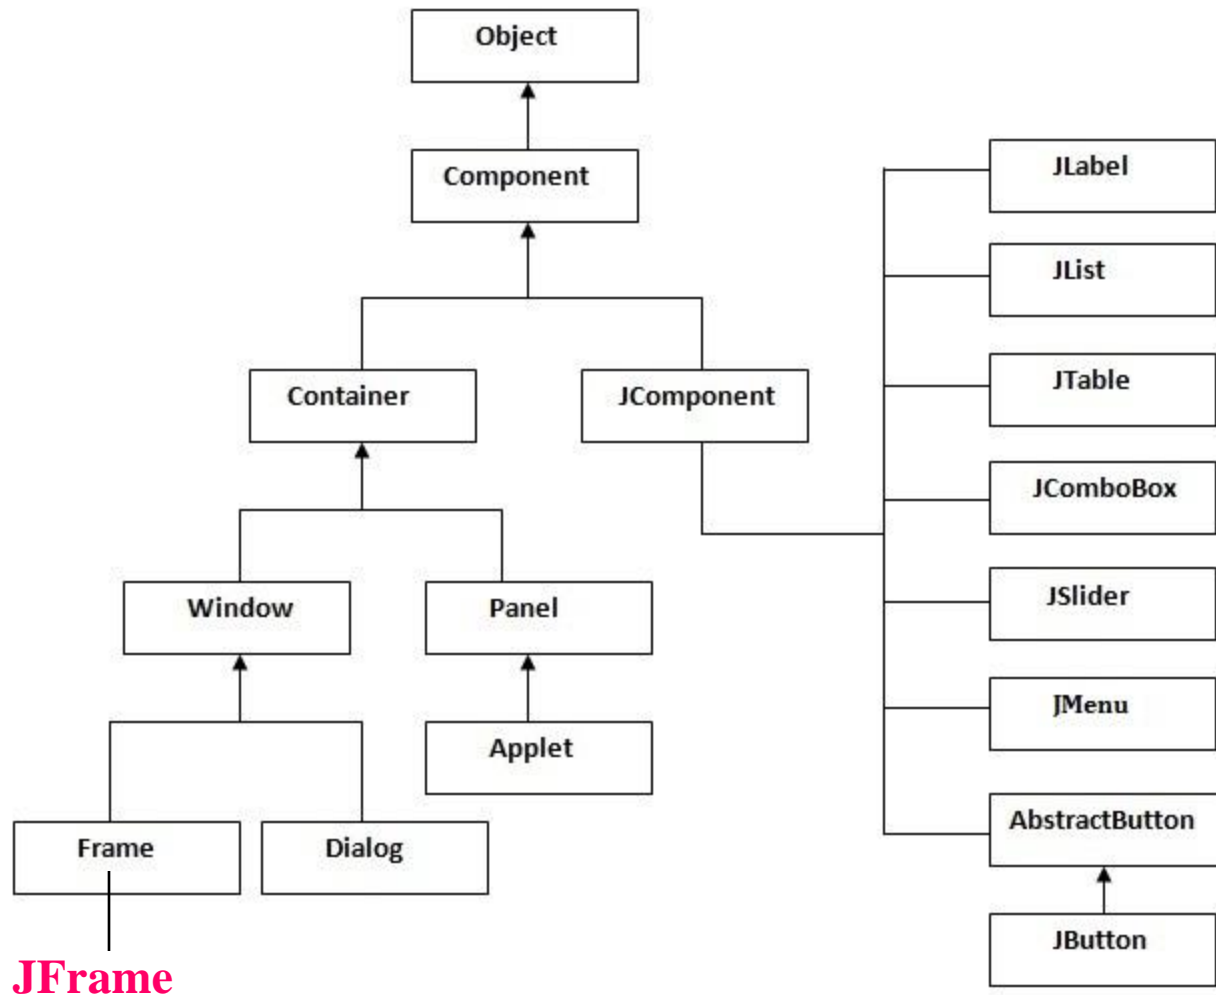 Object
Component
Container
JComponent
Window
Panel
Applet
Frame
Dialog
JFrame
JLabel
JList
JTable
JComboBox
JSlider
JMenu
AbstractButton
JButton